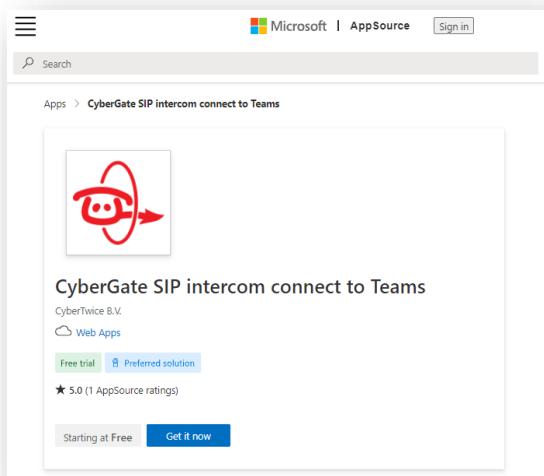 Microsoft | AppSource Sign in
Search
Apps > CyberGate SIP intercom connect to Teams
CyberGate SIP intercom connect to Teams
CyberTwice B.V.
Web Apps
Free trial Preferred solution
★ 5.0 (1 AppSource ratings)
Starting at Free Get it now